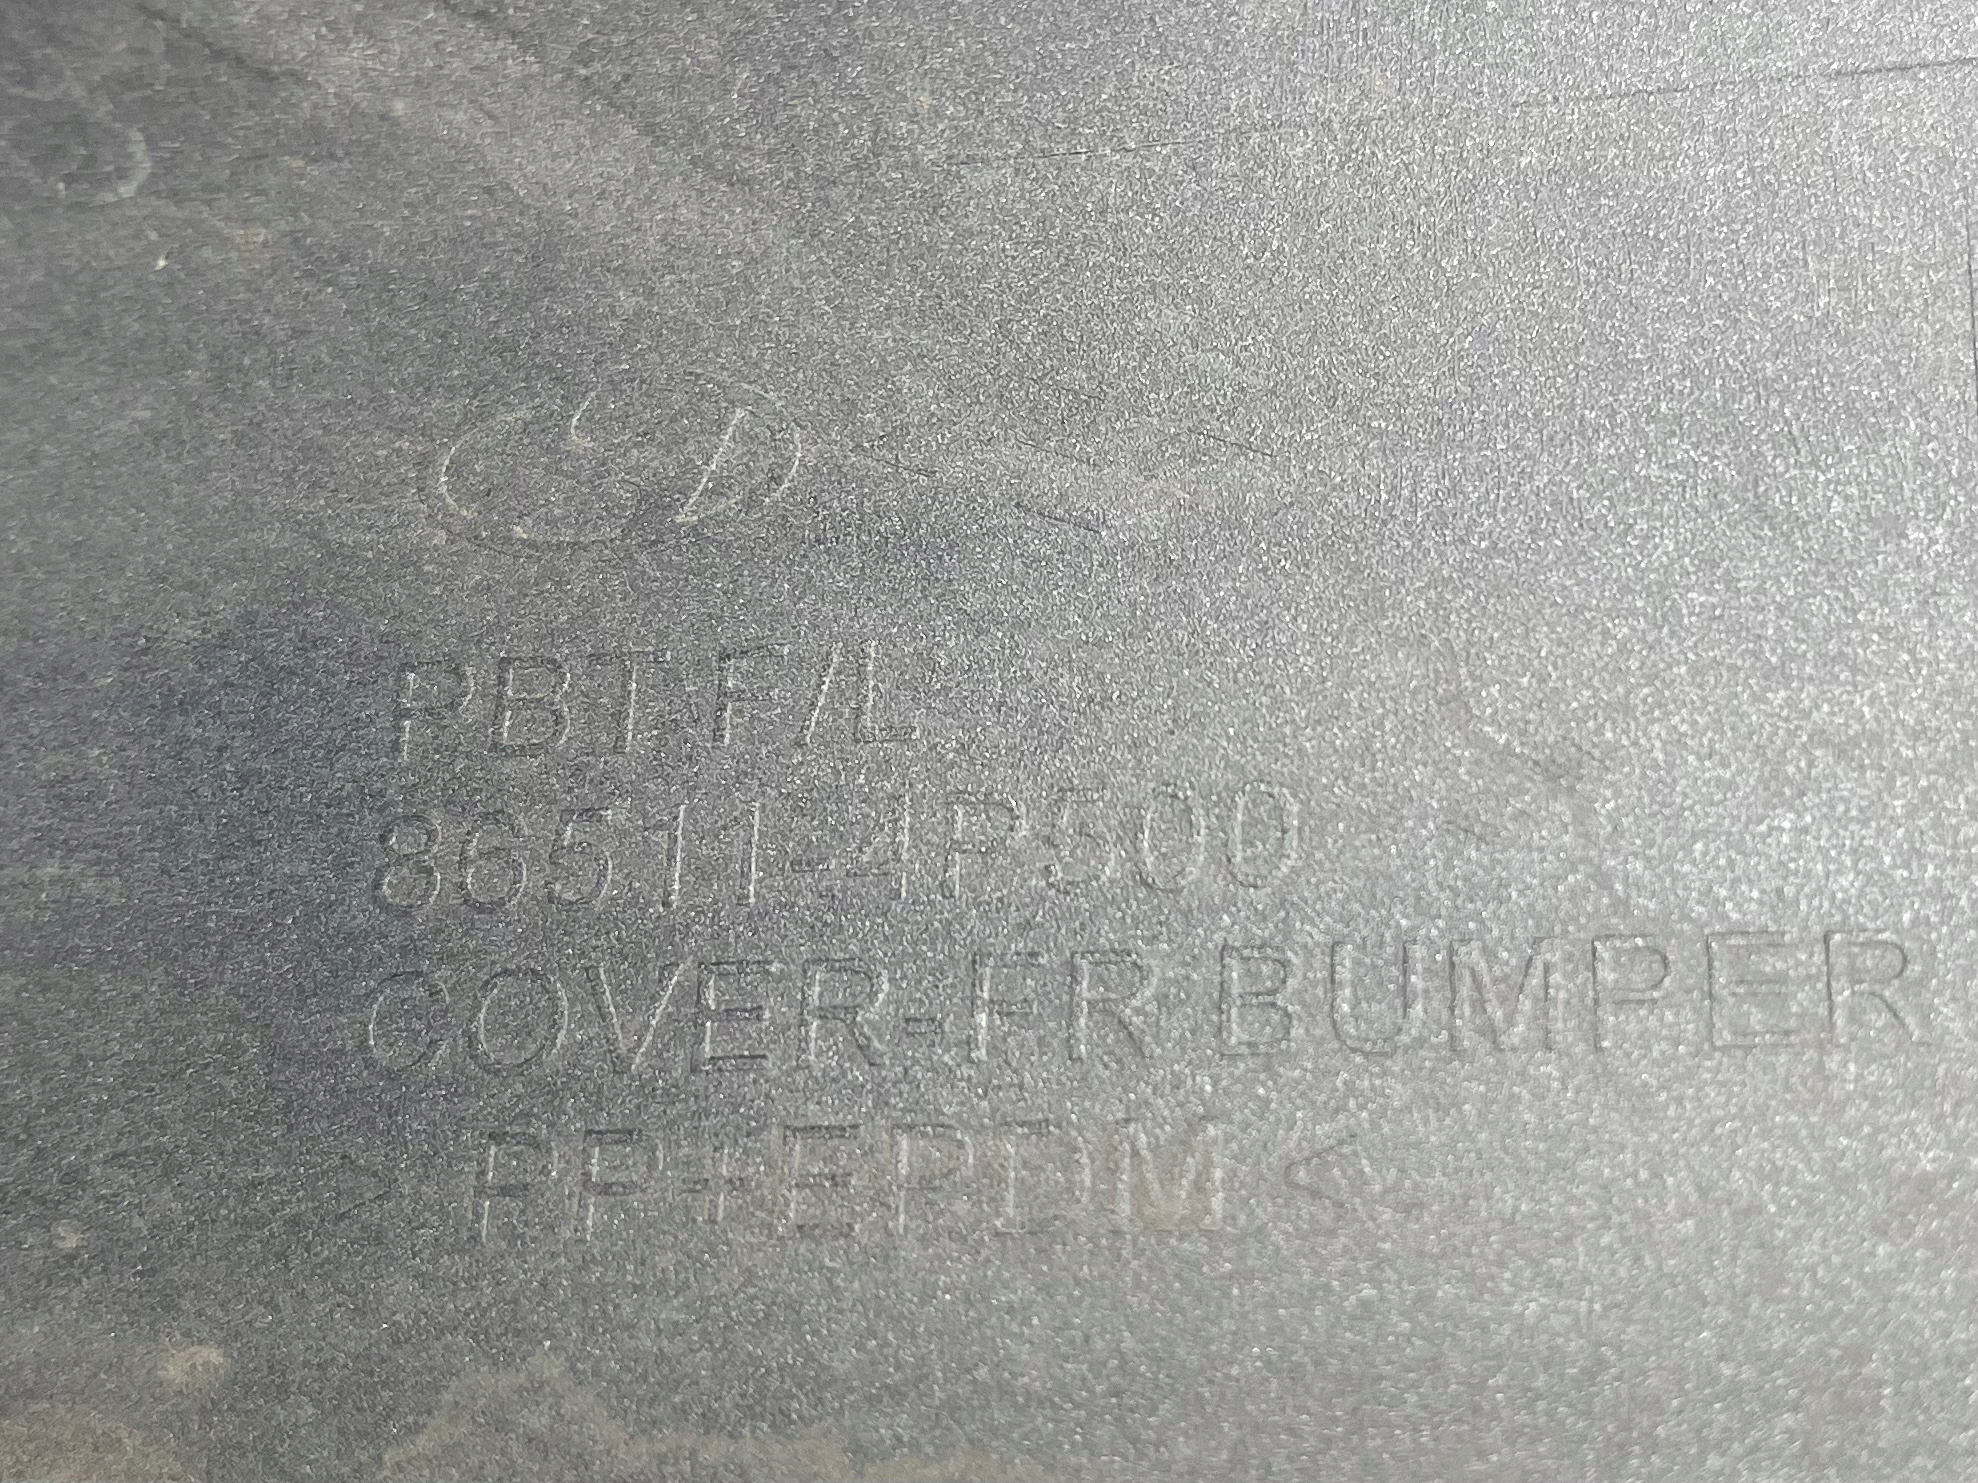 PBT F/L
86511-4P500
COVER-FR BUMPER
> PP+EPDM <